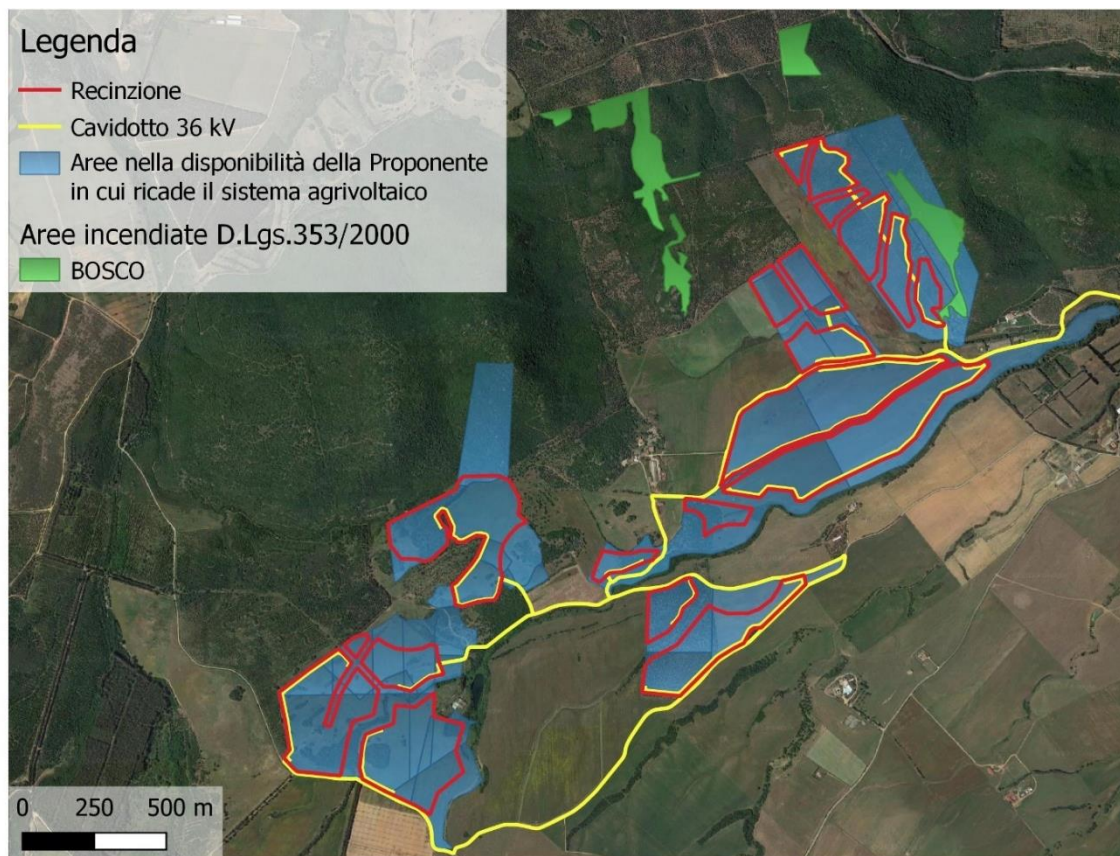 Legenda
Recinzione
Cavidotto 36 kV
Aree nella disponibilità della Proponente
in cui ricade il sistema agrivoltaico
Aree incendiate D.Lgs.353/2000
BOSCO
0 250 500 m